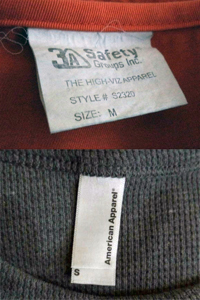 3A Safety
Groups Inc.
THE HIGH-VIZ APPAREL
STYLE # S2320
SIZE: M
American Apparel®
S